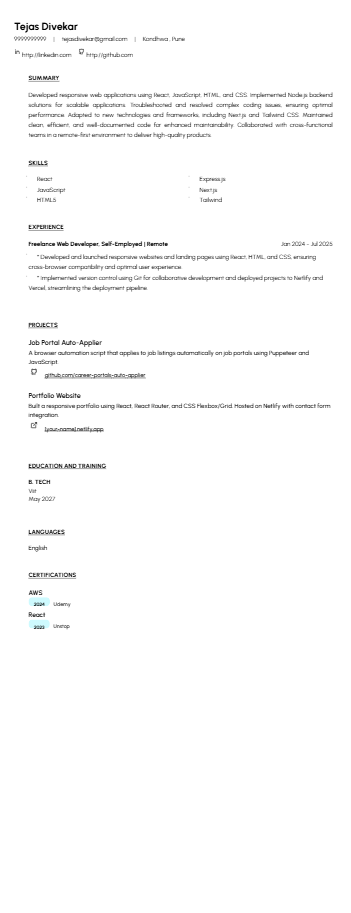 Tejas Divekar
9999999999 | tejasdivekar@gmail.com | Kondhwa, Pune
http://linkedin.com http://github.com
SUMMARY
Developed responsive web applications using React, JavaScript, HTML, and CSS. Implemented Node.js backend
solutions for scalable applications. Troubleshooted and resolved complex coding issues, ensuring optimal
performance. Adapted to new technologies and frameworks, including Next.js and Tailwind CSS. Maintained
clean, efficient, and well-documented code for enhanced maintainability. Collaborated with cross-functional
teams in a remote-first environment to deliver high-quality products.
SKILLS
React
Express.js
JavaScript
Next.js
HTML5
Tailwind
EXPERIENCE
Freelance Web Developer, Self-Employed | Remote Jan 2024 - Jul 2025
* Developed and launched responsive websites and landing pages using React, HTML, and CSS, ensuring
cross-browser compatibility and optimal user experience.
* Implemented version control using Git for collaborative development and deployed projects to Netlify and
Vercel, streamlining the deployment pipeline.
PROJECTS
Job Portal Auto-Applier
A browser automation script that applies to job listings automatically on job portals using Puppeteer and
JavaScript.
github.com/career-portals-auto-applier
Portfolio Website
Built a responsive portfolio using React, React Router, and CSS Flexbox/Grid. Hosted on Netlify with contact form
integration.
[your-name].netlify.app
EDUCATION AND TRAINING
B. TECH
Viit
May 2027
LANGUAGES
English
CERTIFICATIONS
AWS
2024 Udemy
React
2023 Unstop